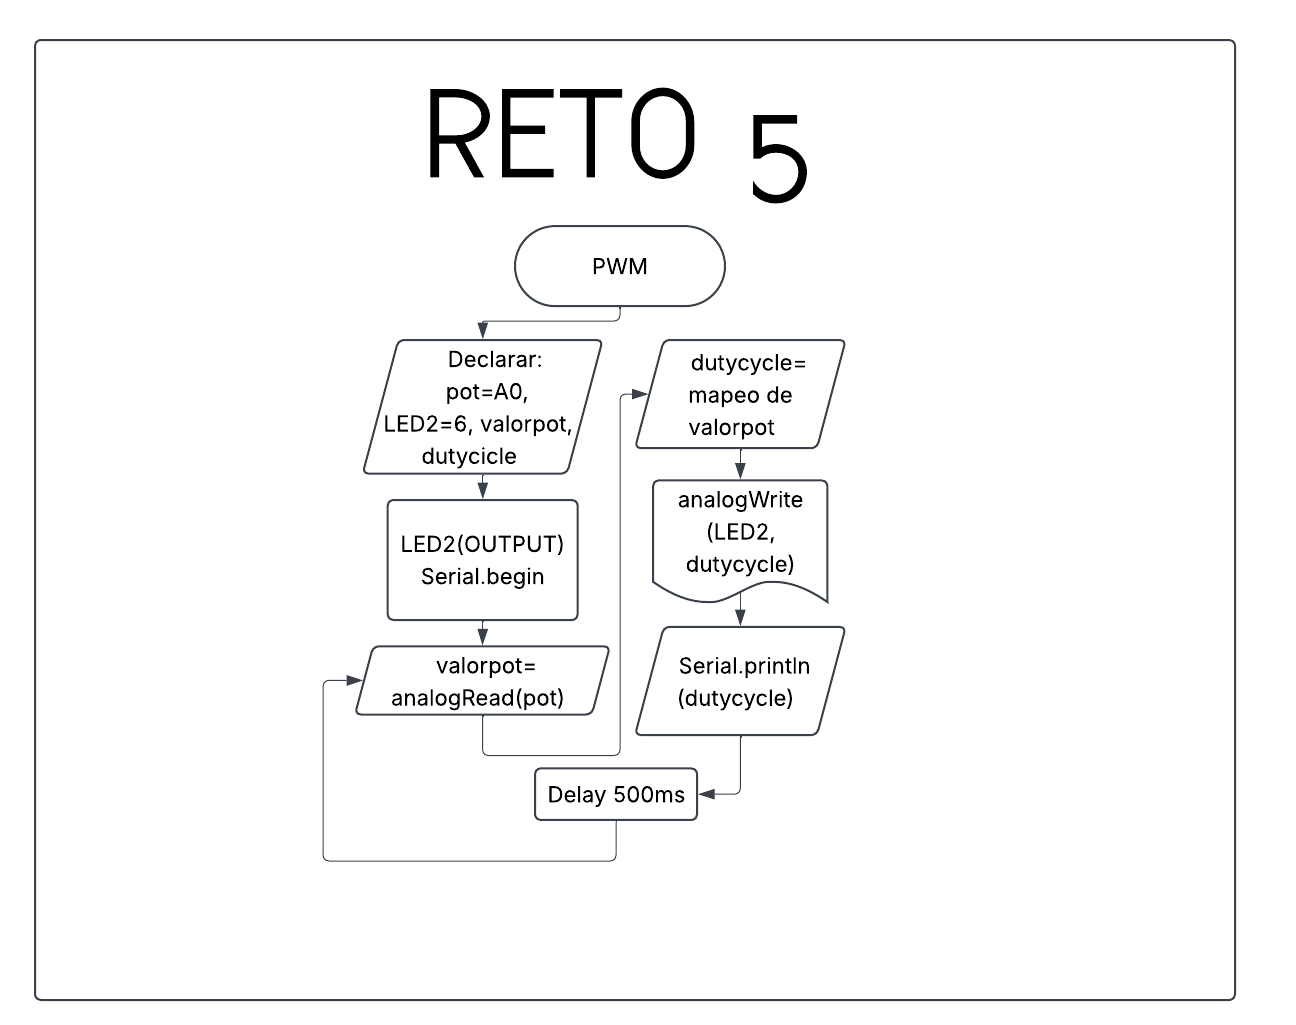 RETO 5
PWM
Declarar:
pot=A0,
LED2=6, valorpot,
dutycicle
LED2(OUTPUT)
Serial.begin
valorpot=
analogRead(pot)
dutycycle=
mapeo de
valorpot
analogWrite
(LED2,
dutycycle)
Serial.println
(dutycycle)
Delay 500ms